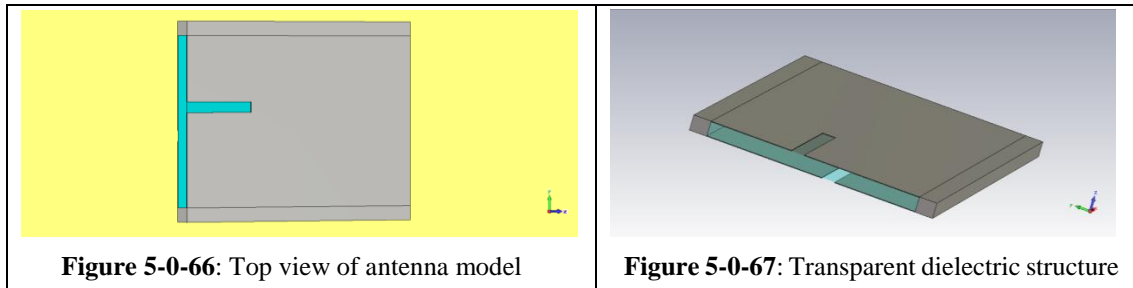 Figure 5-0-66: Top view of antenna model
Figure 5-0-67: Transparent dielectric structure